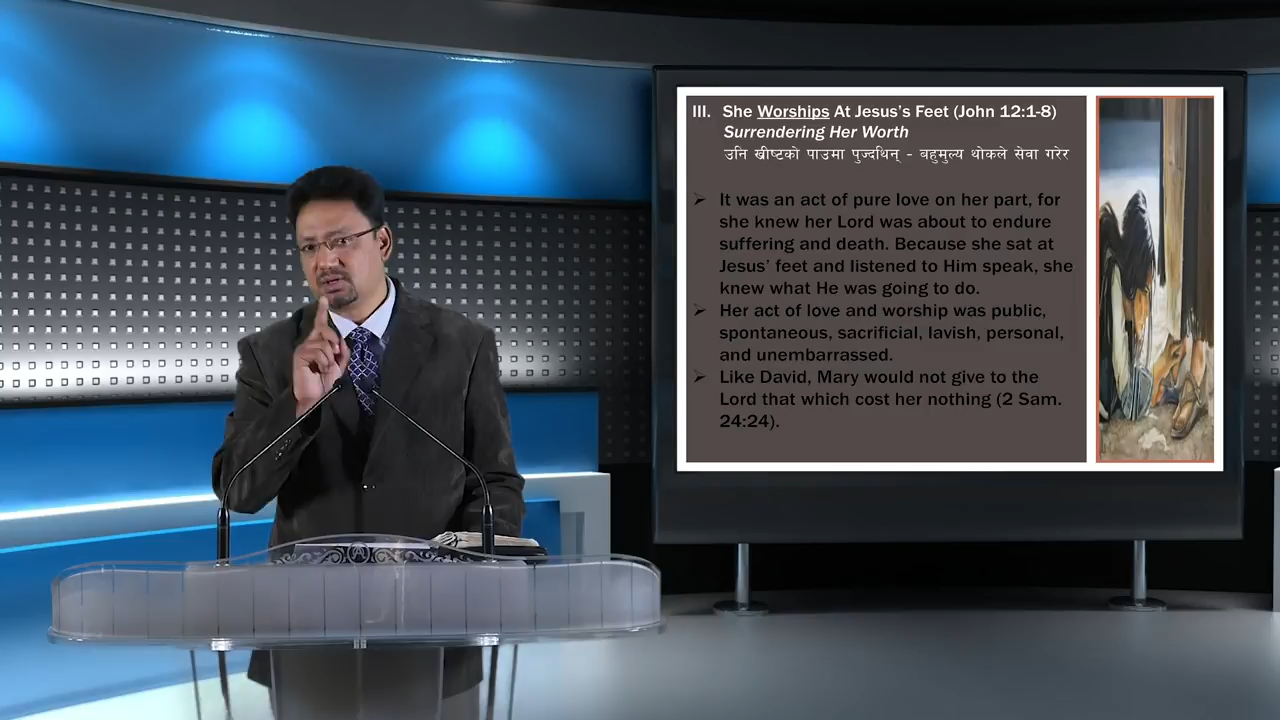 III. She Worships At Jesus's Feet (John 12:1-8)
Surrendering Her Worth
उनि ख्रीष्टको पाउमा पुज्दथिन् - बहुमुल्य थोकले सेवा गरेर
➢ It was an act of pure love on her part, for
she knew her Lord was about to endure
suffering and death. Because she sat at
Jesus' feet and listened to Him speak, she
knew what He was going to do.
➢ Her act of love and worship was public,
spontaneous, sacrificial, lavish, personal,
and unembarrassed.
➢ Like David, Mary would not give to the
Lord that which cost her nothing (2 Sam.
24:24).